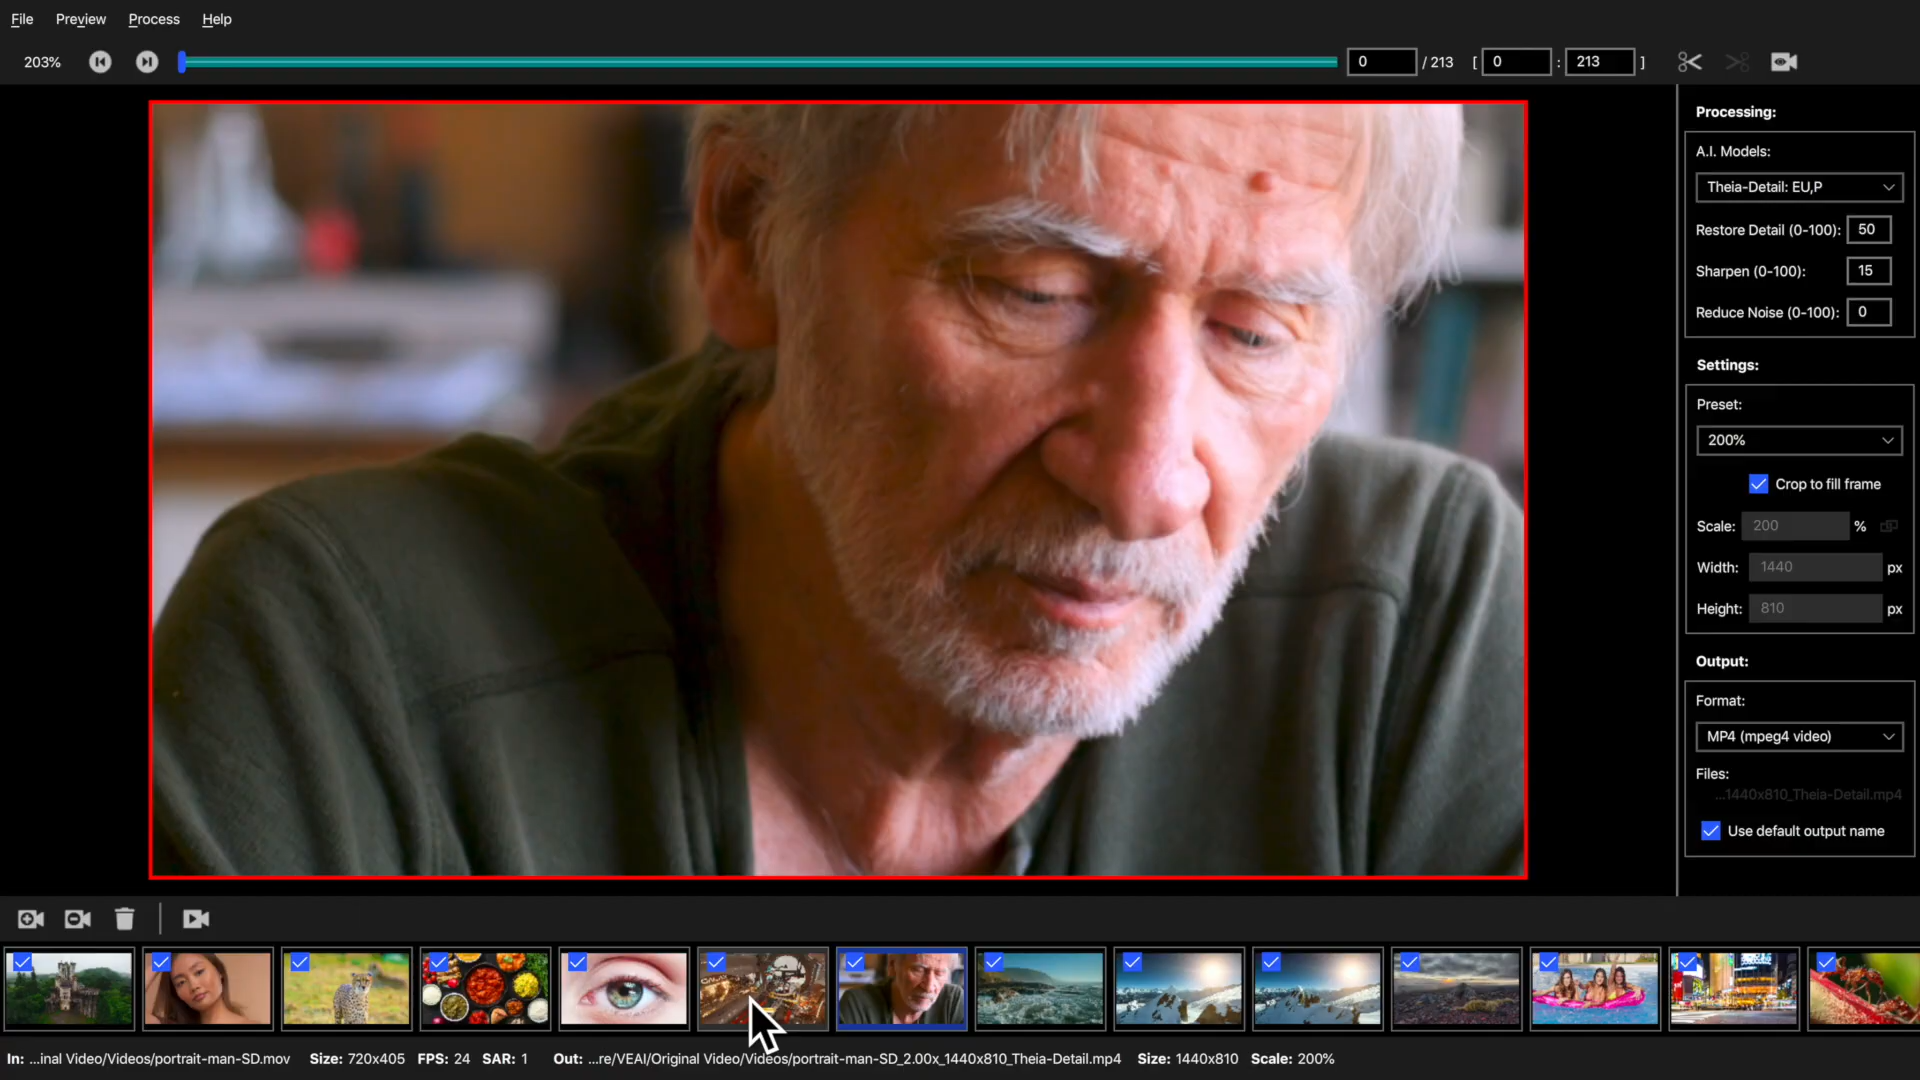 File Preview Process Help
203% 0 / 213 [ 0 : 213 ]
Processing:
A.I. Models:
Theia-Detail: EU,P
Restore Detail (0-100): 50
Sharpen (0-100): 15
Reduce Noise (0-100): 0
Settings:
Preset:
200%
Crop to fill frame
Scale: 200 %
Width: 1440 px
Height: 810 px
Output:
Format:
MP4 (mpeg4 video)
Files:
...1440x810_Theia-Detail.mp4
Use default output name
In: ...inal Video/Videos/portrait-man-SD.mov Size: 720x405 FPS: 24 SAR: 1 Out: ...re/VEAI/Original Video/Videos/portrait-man-SD_2.00x_1440x810_Theia-Detail.mp4 Size: 1440x810 Scale: 200%